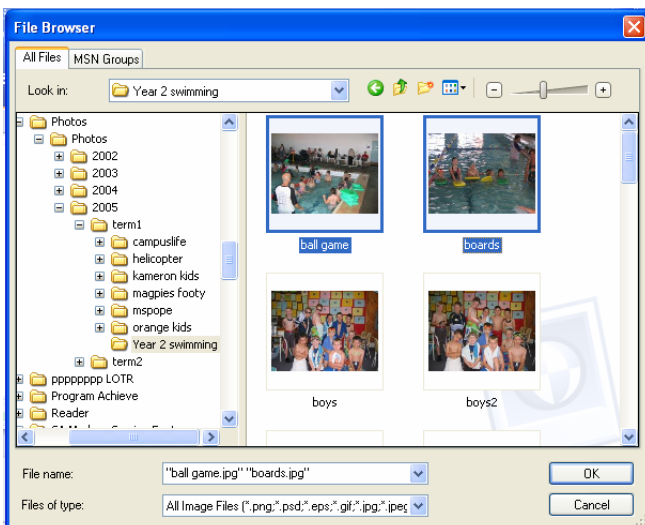 File Browser
All Files MSN Groups
Look in: Year 2 swimming
Photos
Photos
2002
2003
2004
2005
term1
campuslife
helicopter
kameron kids
magpies footy
mspope
orange kids
Year 2 swimming
term2
pppppppp LOTR
Program Achieve
Reader
ball game boards
boys boys2
File name: "ball game.jpg" "boards.jpg" OK
Files of type: All Image Files (*.png;*.psd;*.eps;*.gif;*.jpg;*.jpeg Cancel